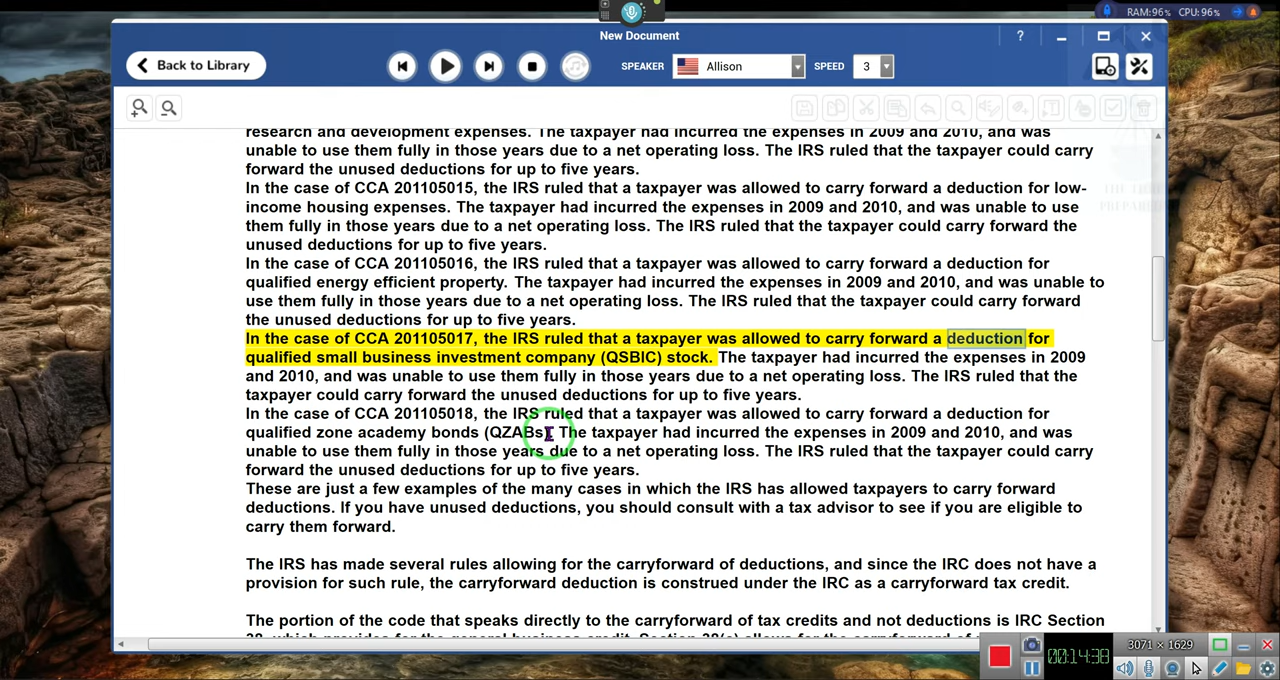 RAM:96% CPU:96%
New Document
?
Back to Library
SPEAKER
Allison
SPEED
3
research and development expenses. The taxpayer had incurred the expenses in 2009 and 2010, and was
unable to use them fully in those years due to a net operating loss. The IRS ruled that the taxpayer could carry
forward the unused deductions for up to five years.
In the case of CCA 201105015, the IRS ruled that a taxpayer was allowed to carry forward a deduction for low-
income housing expenses. The taxpayer had incurred the expenses in 2009 and 2010, and was unable to use
them fully in those years due to a net operating loss. The IRS ruled that the taxpayer could carry forward the
unused deductions for up to five years.
In the case of CCA 201105016, the IRS ruled that a taxpayer was allowed to carry forward a deduction for
qualified energy efficient property. The taxpayer had incurred the expenses in 2009 and 2010, and was unable to
use them fully in those years due to a net operating loss. The IRS ruled that the taxpayer could carry forward
the unused deductions for up to five years.
In the case of CCA 201105017, the IRS ruled that a taxpayer was allowed to carry forward a deduction for
qualified small business investment company (QSBIC) stock. The taxpayer had incurred the expenses in 2009
and 2010, and was unable to use them fully in those years due to a net operating loss. The IRS ruled that the
taxpayer could carry forward the unused deductions for up to five years.
In the case of CCA 201105018, the IRS ruled that a taxpayer was allowed to carry forward a deduction for
qualified zone academy bonds (QZABs). The taxpayer had incurred the expenses in 2009 and 2010, and was
unable to use them fully in those years due to a net operating loss. The IRS ruled that the taxpayer could carry
forward the unused deductions for up to five years.
These are just a few examples of the many cases in which the IRS has allowed taxpayers to carry forward
deductions. If you have unused deductions, you should consult with a tax advisor to see if you are eligible to
carry them forward.
The IRS has made several rules allowing for the carryforward of deductions, and since the IRC does not have a
provision for such rule, the carryforward deduction is construed under the IRC as a carryforward tax credit.
The portion of the code that speaks directly to the carryforward of tax credits and not deductions is IRC Section
38, which provides for the general business credit. Section 38(c) allows for the carryforward of
3071 × 1629
00:14:38